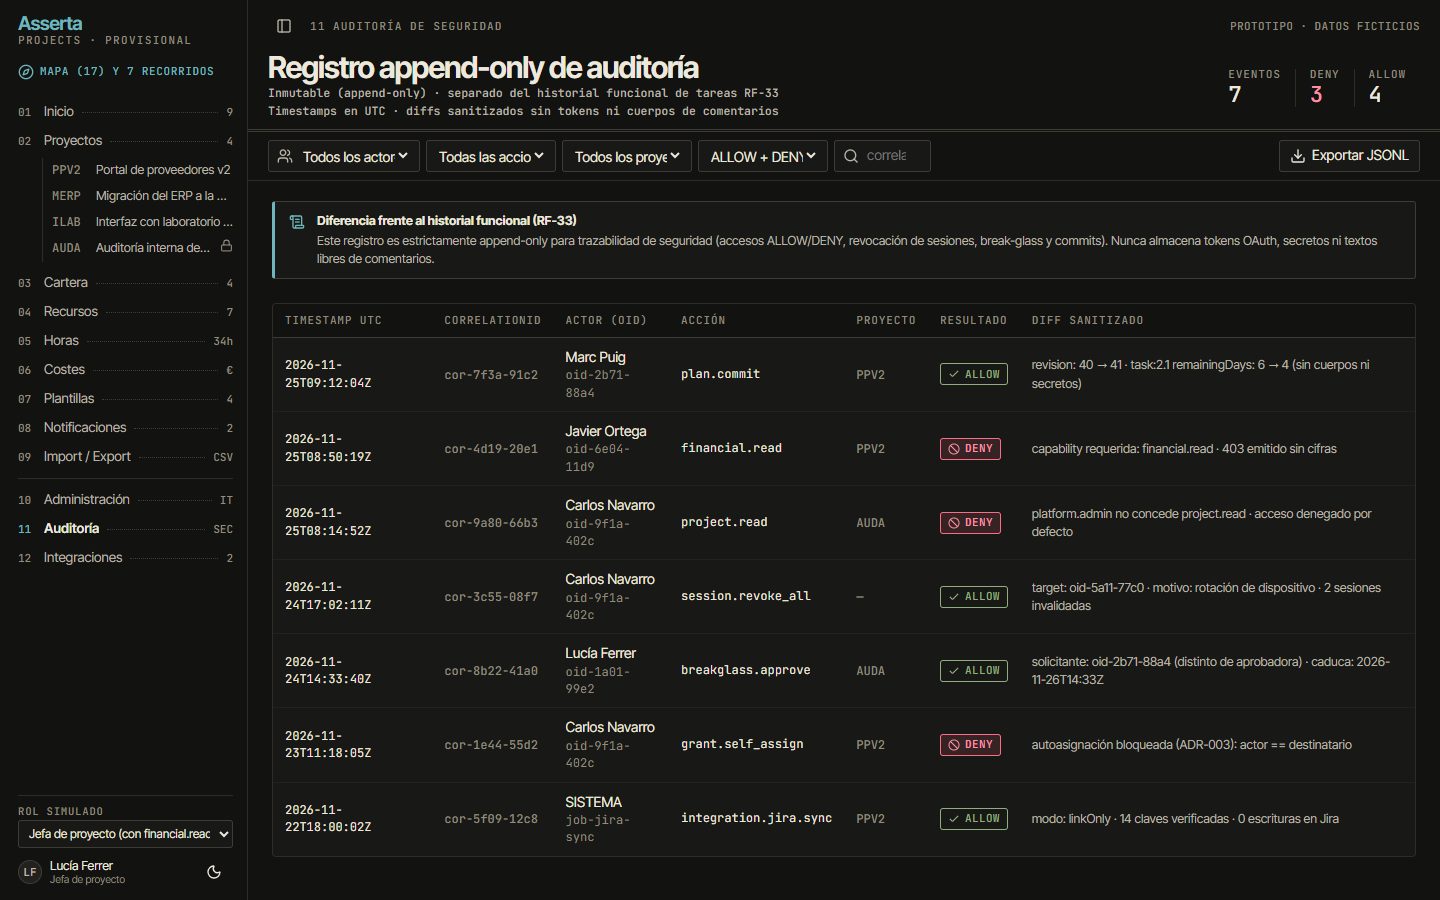 Asserta
PROJECTS · PROVISIONAL
MAPA (17) Y 7 RECORRIDOS
01 Inicio 9
02 Proyectos 4
PPV2 Portal de proveedores v2
MERP Migración del ERP a la ...
ILAB Interfaz con laboratorio ...
AUDA Auditoría interna de...
03 Cartera 4
04 Recursos 7
05 Horas 34h
06 Costes €
07 Plantillas 4
08 Notificaciones 2
09 Import / Export CSV
10 Administración IT
11 Auditoría SEC
12 Integraciones 2
ROL SIMULADO
Jefa de proyecto (con financial.read
LF Lucía Ferrer
Jefa de proyecto
11 AUDITORÍA DE SEGURIDAD
PROTOTIPO · DATOS FICTICIOS
Registro append-only de auditoría
Inmutable (append-only) · separado del historial funcional de tareas RF-33
Timestamps en UTC · diffs sanitizados sin tokens ni cuerpos de comentarios
EVENTOS DENY ALLOW
7 3 4
Todos los actor Todas las accio Todos los proye ALLOW + DENY correla Exportar JSONL
Diferencia frente al historial funcional (RF-33)
Este registro es estrictamente append-only para trazabilidad de seguridad (accesos ALLOW/DENY, revocación de sesiones, break-glass y commits). Nunca almacena tokens OAuth, secretos ni textos
libres de comentarios.
TIMESTAMP UTC CORRELATIONID ACTOR (OID) ACCIÓN PROYECTO RESULTADO DIFF SANITIZADO
2026-11-
25T09:12:04Z
cor-7f3a-91c2
Marc Puig
oid-2b71-
88a4
plan.commit
PPV2
ALLOW
revision: 40 → 41 · task:2.1 remainingDays: 6 → 4 (sin cuerpos ni
secretos)
2026-11-
25T08:50:19Z
cor-4d19-20e1
Javier Ortega
oid-6e04-
11d9
financial.read
PPV2
DENY
capability requerida: financial.read · 403 emitido sin cifras
2026-11-
25T08:14:52Z
cor-9a80-66b3
Carlos Navarro
oid-9f1a-
402c
project.read
AUDA
DENY
platform.admin no concede project.read · acceso denegado por
defecto
2026-11-
24T17:02:11Z
cor-3c55-08f7
Carlos Navarro
oid-9f1a-
402c
session.revoke_all
—
ALLOW
target: oid-5a11-77c0 · motivo: rotación de dispositivo · 2 sesiones
invalidadas
2026-11-
24T14:33:40Z
cor-8b22-41a0
Lucía Ferrer
oid-1a01-
99e2
breakglass.approve
AUDA
ALLOW
solicitante: oid-2b71-88a4 (distinto de aprobadora) · caduca: 2026-
11-26T14:33Z
2026-11-
23T11:18:05Z
cor-1e44-55d2
Carlos Navarro
oid-9f1a-
402c
grant.self_assign
PPV2
DENY
autoasignación bloqueada (ADR-003): actor == destinatario
2026-11-
22T18:00:02Z
cor-5f09-12c8
SISTEMA
job-jira-
sync
integration.jira.sync
PPV2
ALLOW
modo: linkOnly · 14 claves verificadas · 0 escrituras en Jira